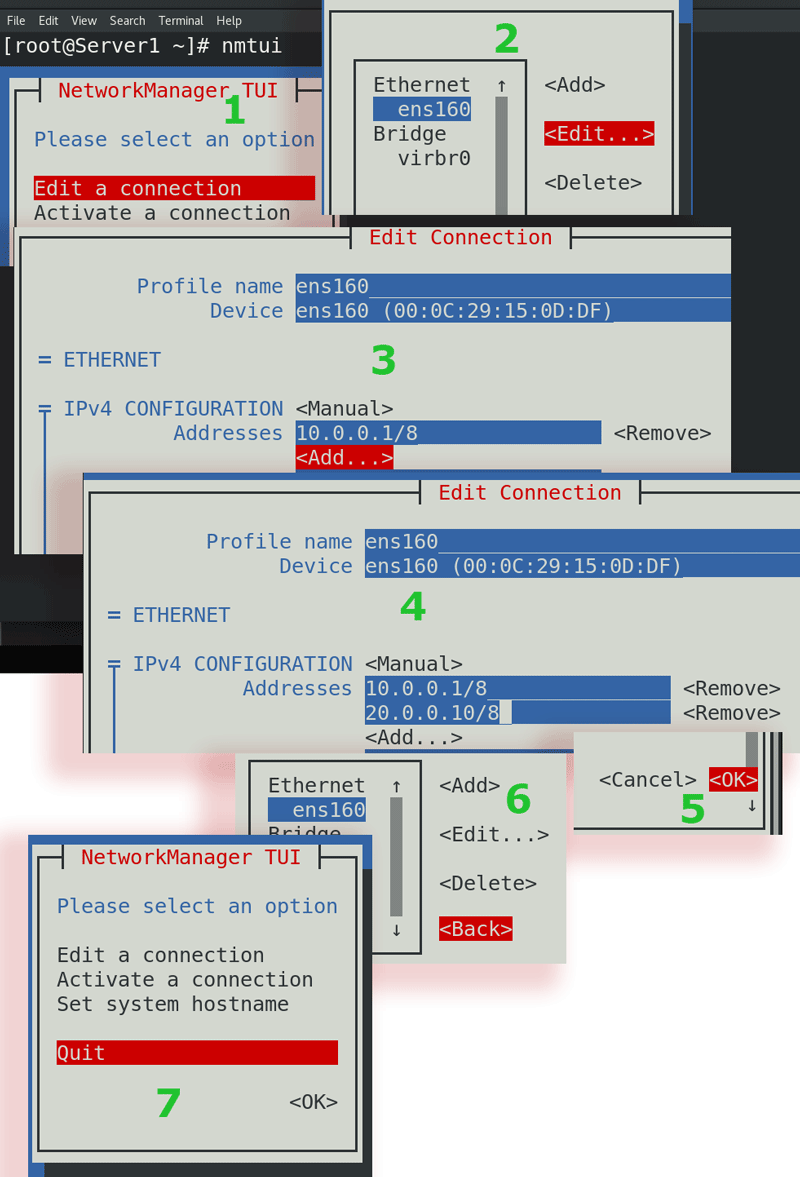 File Edit View Search Terminal Help
[root@Server1 ~]# nmtui
NetworkManager TUI
1
Please select an option
Edit a connection
Activate a connection
2
Ethernet ↑ <Add>
ens160
Bridge <Edit...>
virbr0
<Delete>
Edit Connection
Profile name ens160
Device ens160 (00:0C:29:15:0D:DF)
= ETHERNET
3
= IPv4 CONFIGURATION <Manual>
Addresses 10.0.0.1/8 <Remove>
<Add...>
Edit Connection
Profile name ens160
Device ens160 (00:0C:29:15:0D:DF)
= ETHERNET
4
= IPv4 CONFIGURATION <Manual>
Addresses 10.0.0.1/8 <Remove>
20.0.0.10/8 <Remove>
<Add...>
<Cancel> <OK>
5
↓
Ethernet ↑ <Add>
6
ens160
Bridge <Edit...>
<Delete>
↓ <Back>
NetworkManager TUI
Please select an option
Edit a connection
Activate a connection
Set system hostname
Quit
7
<OK>